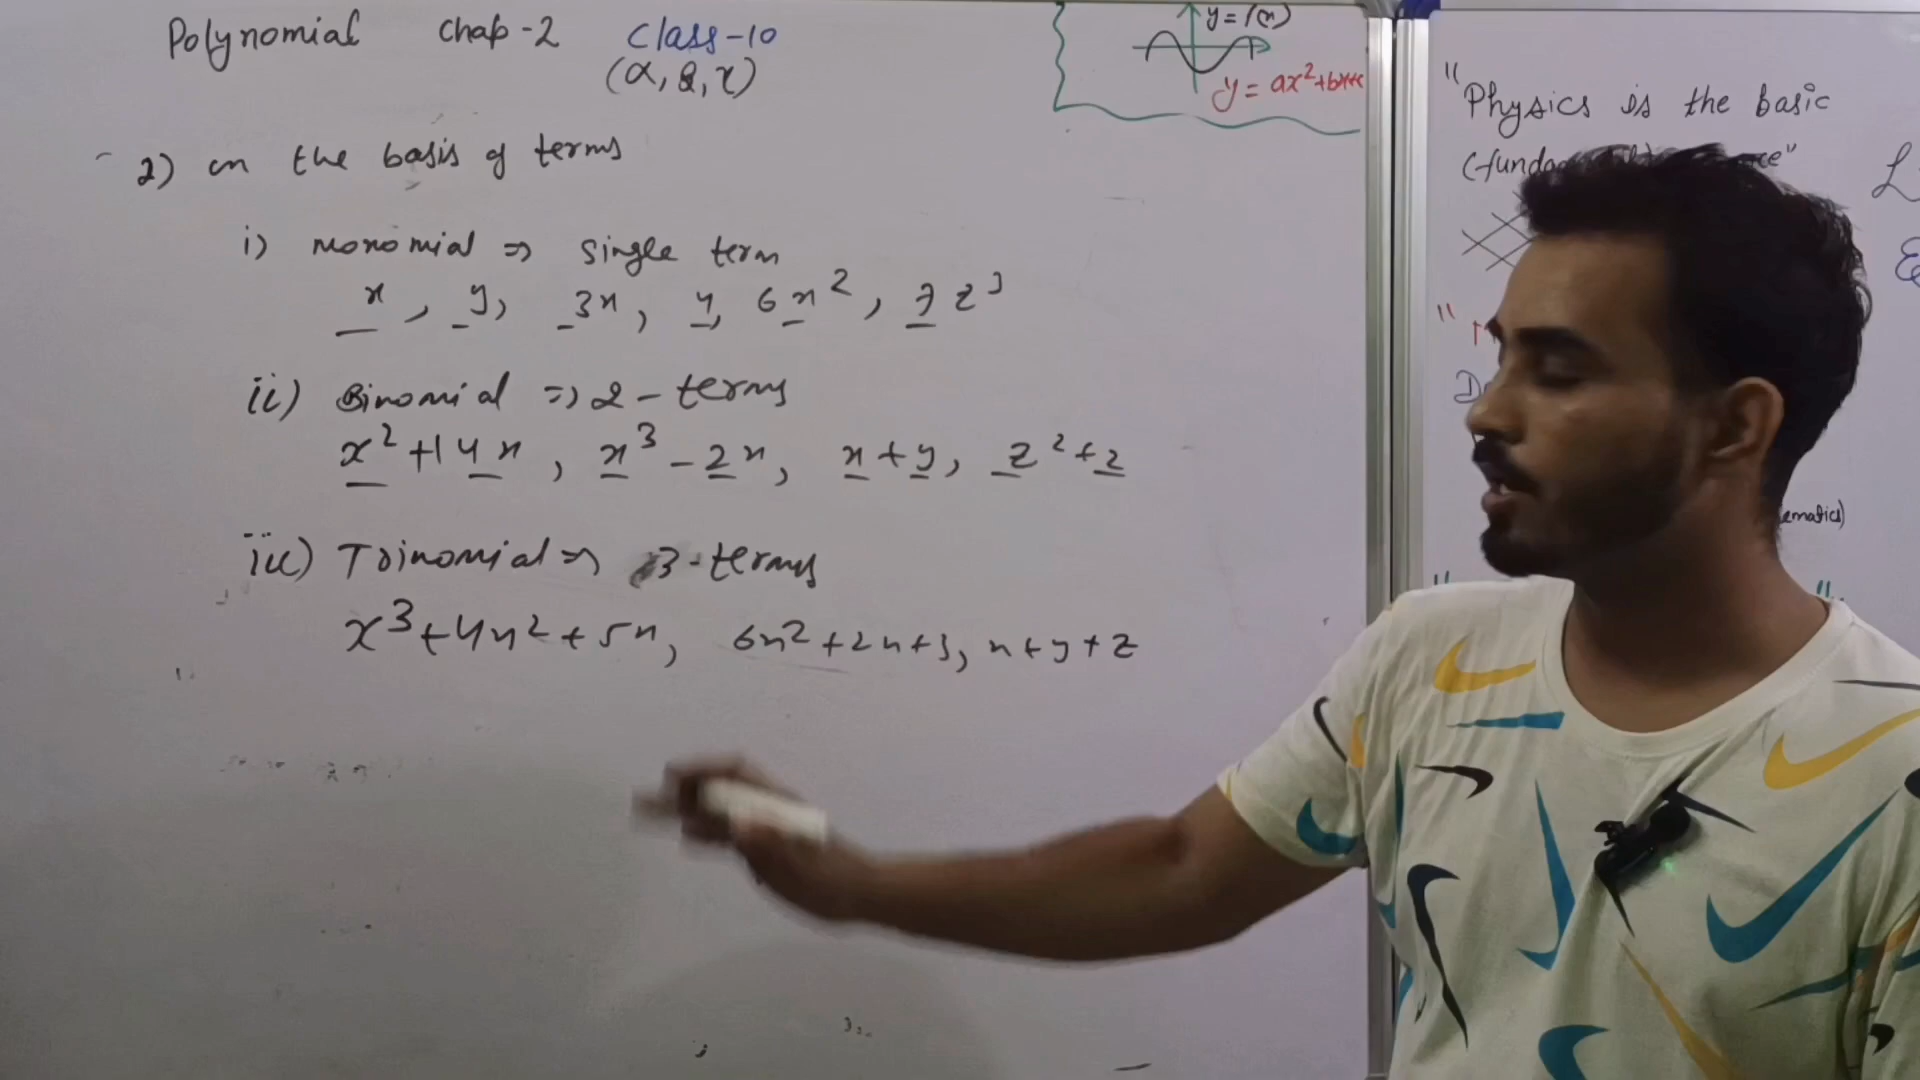 Polynomial Chap-2 Class-10
(α, β, γ)
y = f(x)
y = ax²+bx+c
2) on the basis of terms
i) Monomial => Single term
x, y, 3x, y, 6x², 7z³
ii) Binomial => 2-terms
x²+14x, x³-2x, x+y, z²+z
iii) Trinomial => 3-terms
x³+4x²+5x, 6x²+2x+3, x+y+z
"Physics is the basic